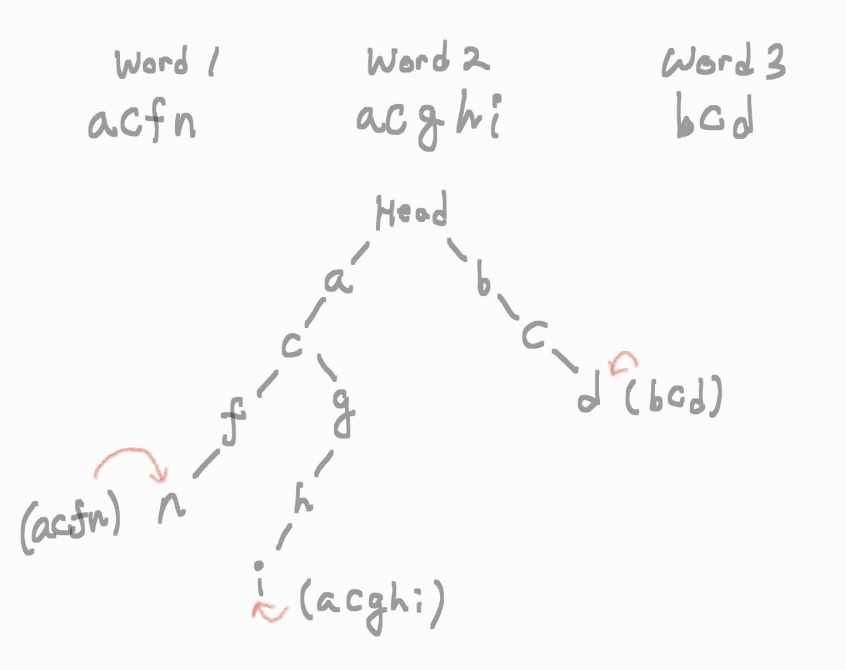 Word 1 Word 2 Word 3
acfn acghi bcd
Head
a b
c C
f g d (bcd)
(acfn) n h
i (acghi)